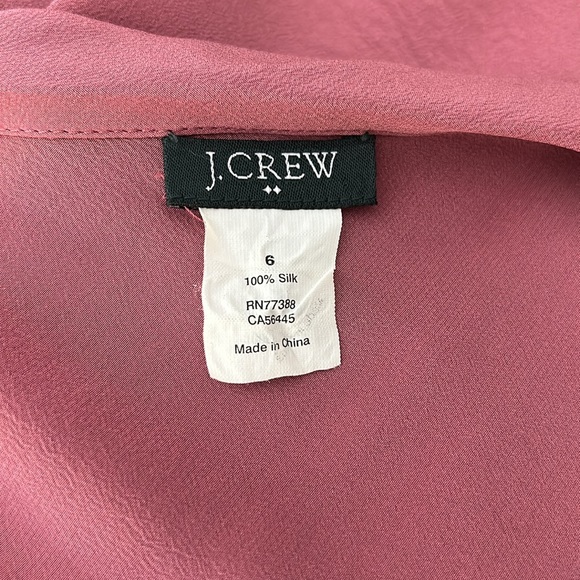 J.CREW
6
100% Silk
RN77388
CA56445
Made in China